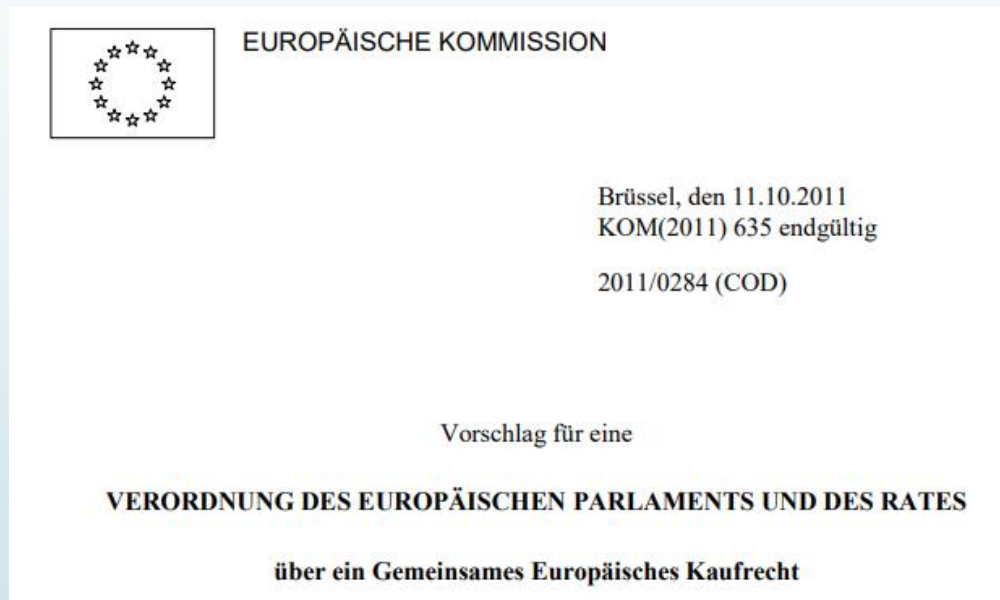 EUROPÄISCHE KOMMISSION
Brüssel, den 11.10.2011
KOM(2011) 635 endgültig
2011/0284 (COD)
Vorschlag für eine
VERORDNUNG DES EUROPÄISCHEN PARLAMENTS UND DES RATES
über ein Gemeinsames Europäisches Kaufrecht